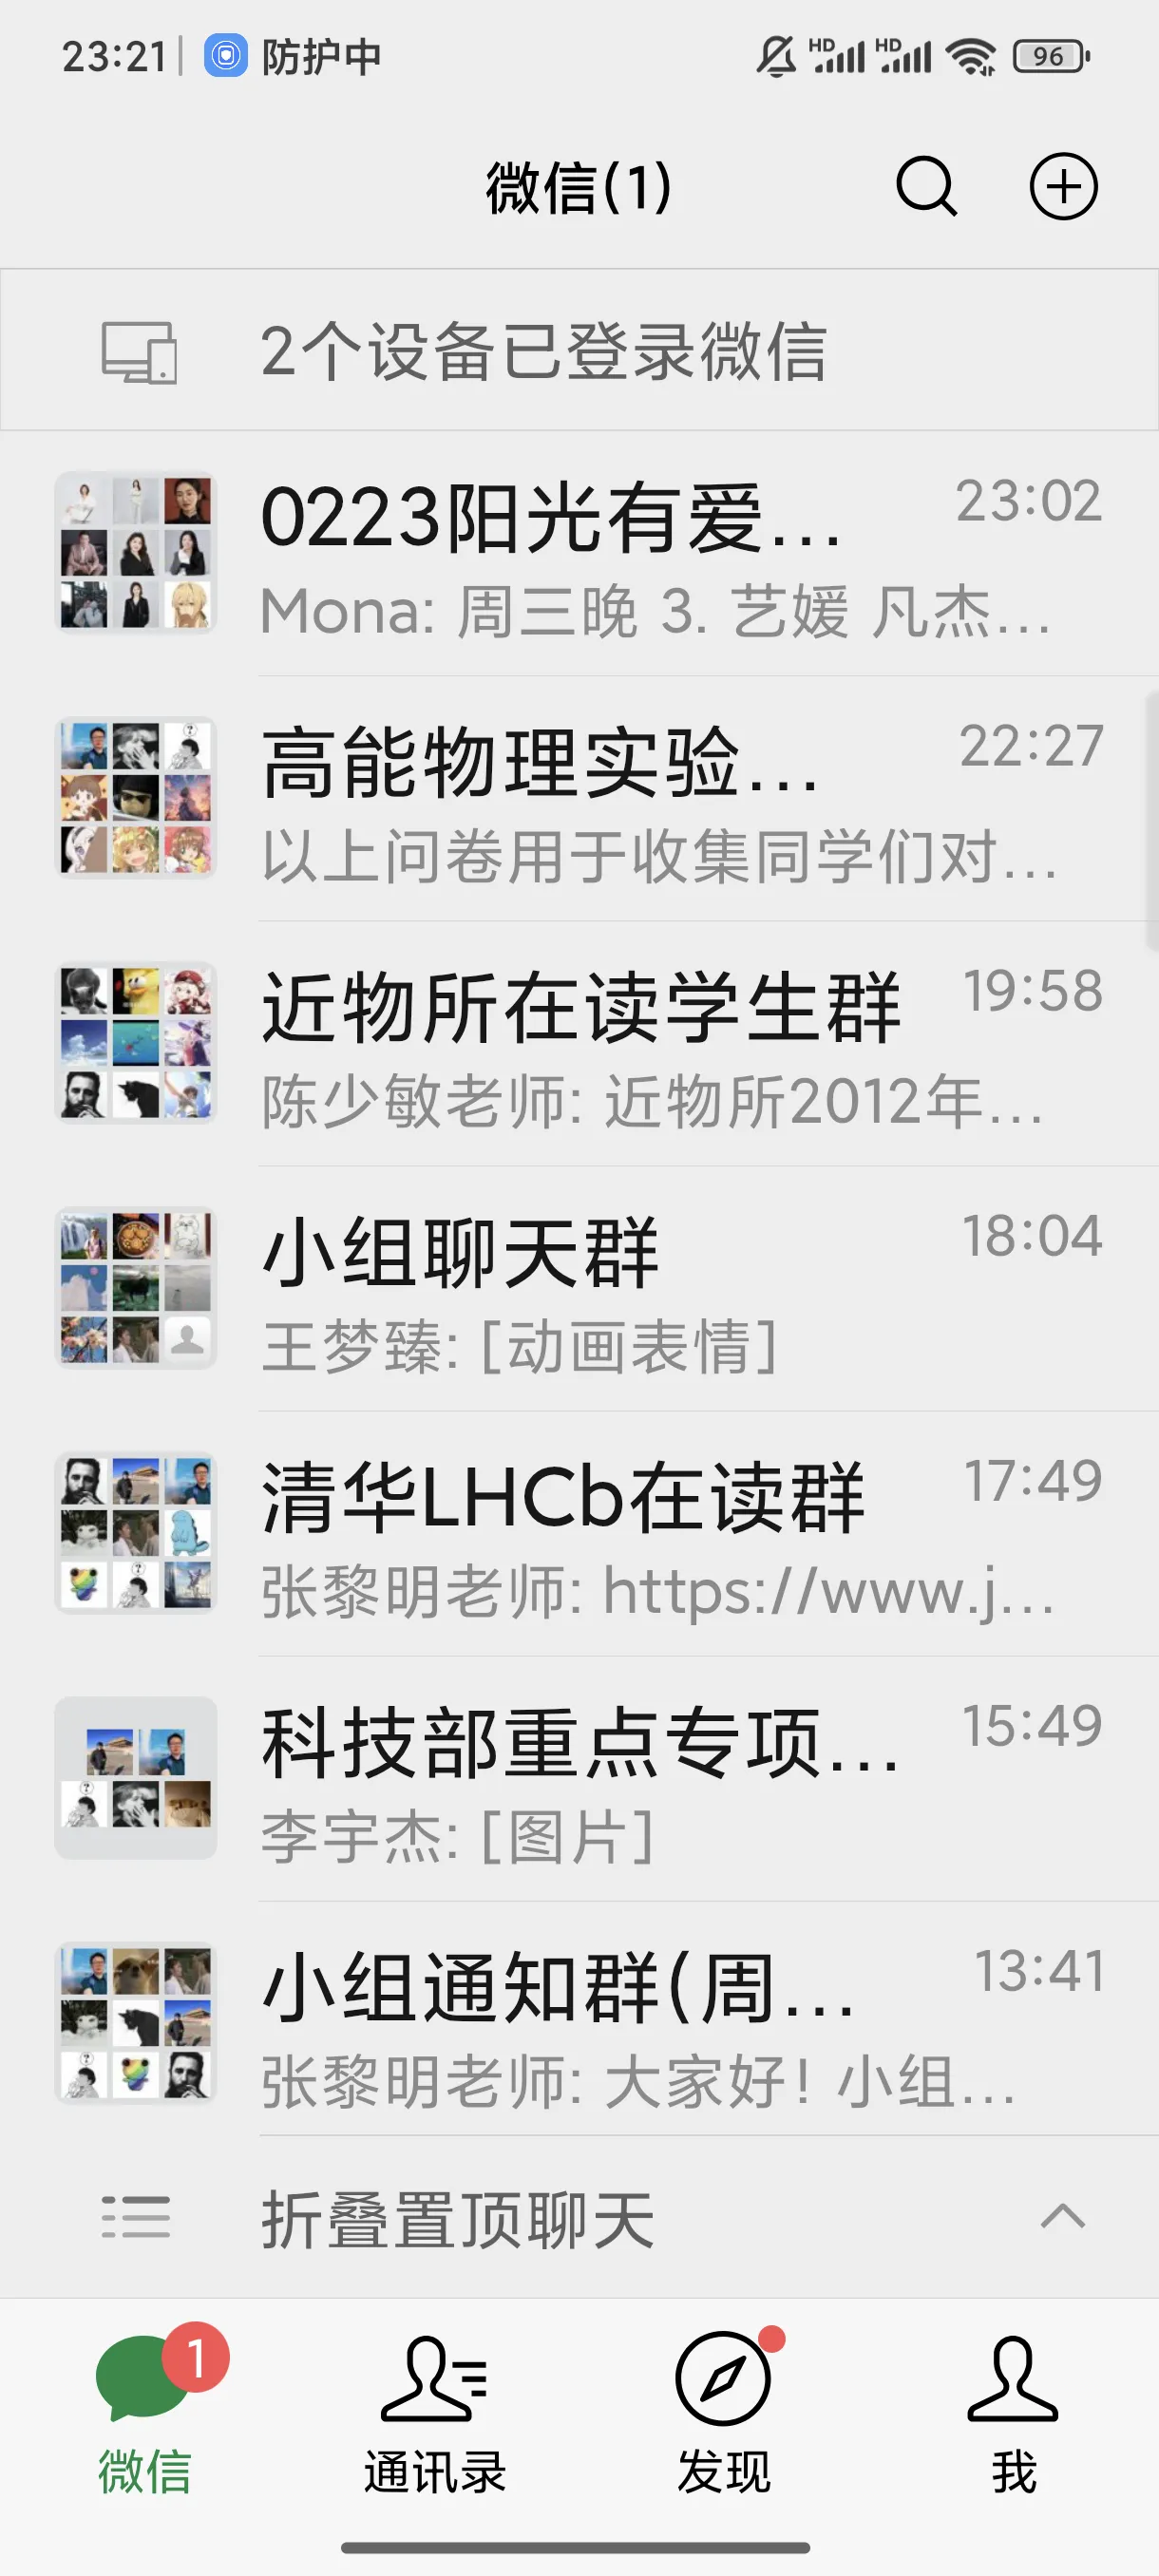 23:21 防护中 HD HD 96
微信(1)
2个设备已登录微信
0223阳光有爱... 23:02
Mona: 周三晚 3. 艺媛 凡杰...
高能物理实验... 22:27
以上问卷用于收集同学们对...
近物所在读学生群 19:58
陈少敏老师: 近物所2012年...
小组聊天群 18:04
王梦臻: [动画表情]
清华LHCb在读群 17:49
张黎明老师: https://www.j...
科技部重点专项... 15:49
李宇杰: [图片]
小组通知群(周... 13:41
张黎明老师: 大家好! 小组...
折叠置顶聊天
1
微信 通讯录 发现 我